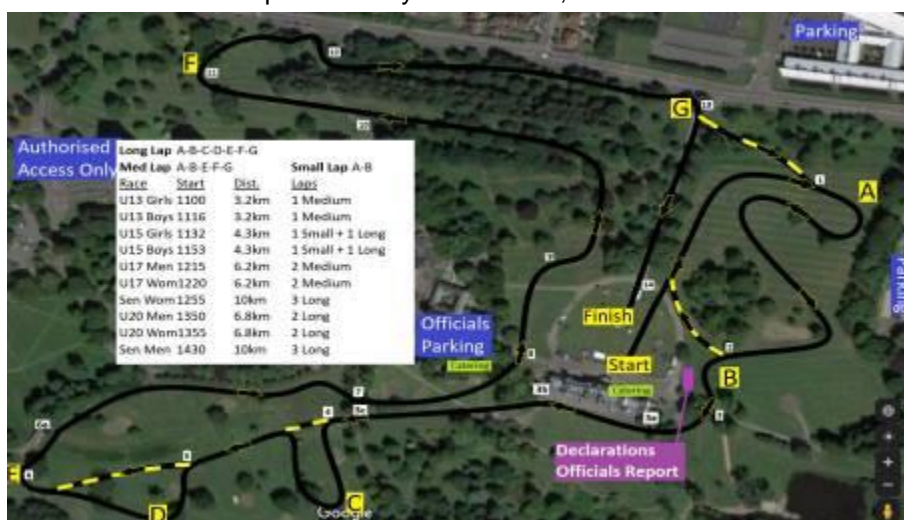 Parking
F
G
A
Authorised
Access Only
Long Lap A-B-C-D-E-F-G
Med Lap A-B-E-F-G Small Lap A-B
Race Start Dist. Laps
U13 Girls 1100 3.2km 1 Medium
U13 Boys 1116 3.2km 1 Medium
U15 Girls 1132 4.3km 1 Small + 1 Long
U15 Boys 1153 4.3km 1 Small + 1 Long
U17 Men 1215 6.2km 2 Medium
U17 Wom 1220 6.2km 2 Medium
Sen Wom 1255 10km 3 Long
U20 Men 1350 6.8km 2 Long
U20 Wom 1355 6.8km 2 Long
Sen Men 1430 10km 3 Long
Parking
Finish
Officials
Parking
Catering
Start
Catering
B
Declarations
Officials Report
C
D
Google